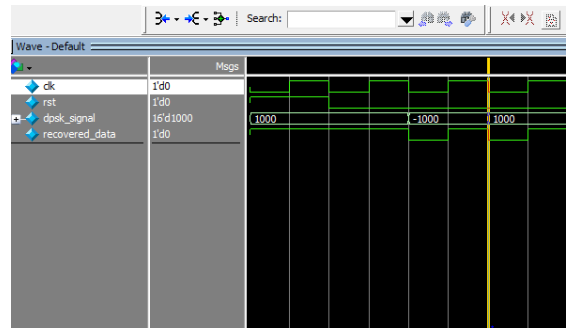 Search:
Wave - Default
Msgs
clk 1'd0
rst 1'd0
dpsk_signal 16'd1000 1000 -1000 1000
recovered_data 1'd0